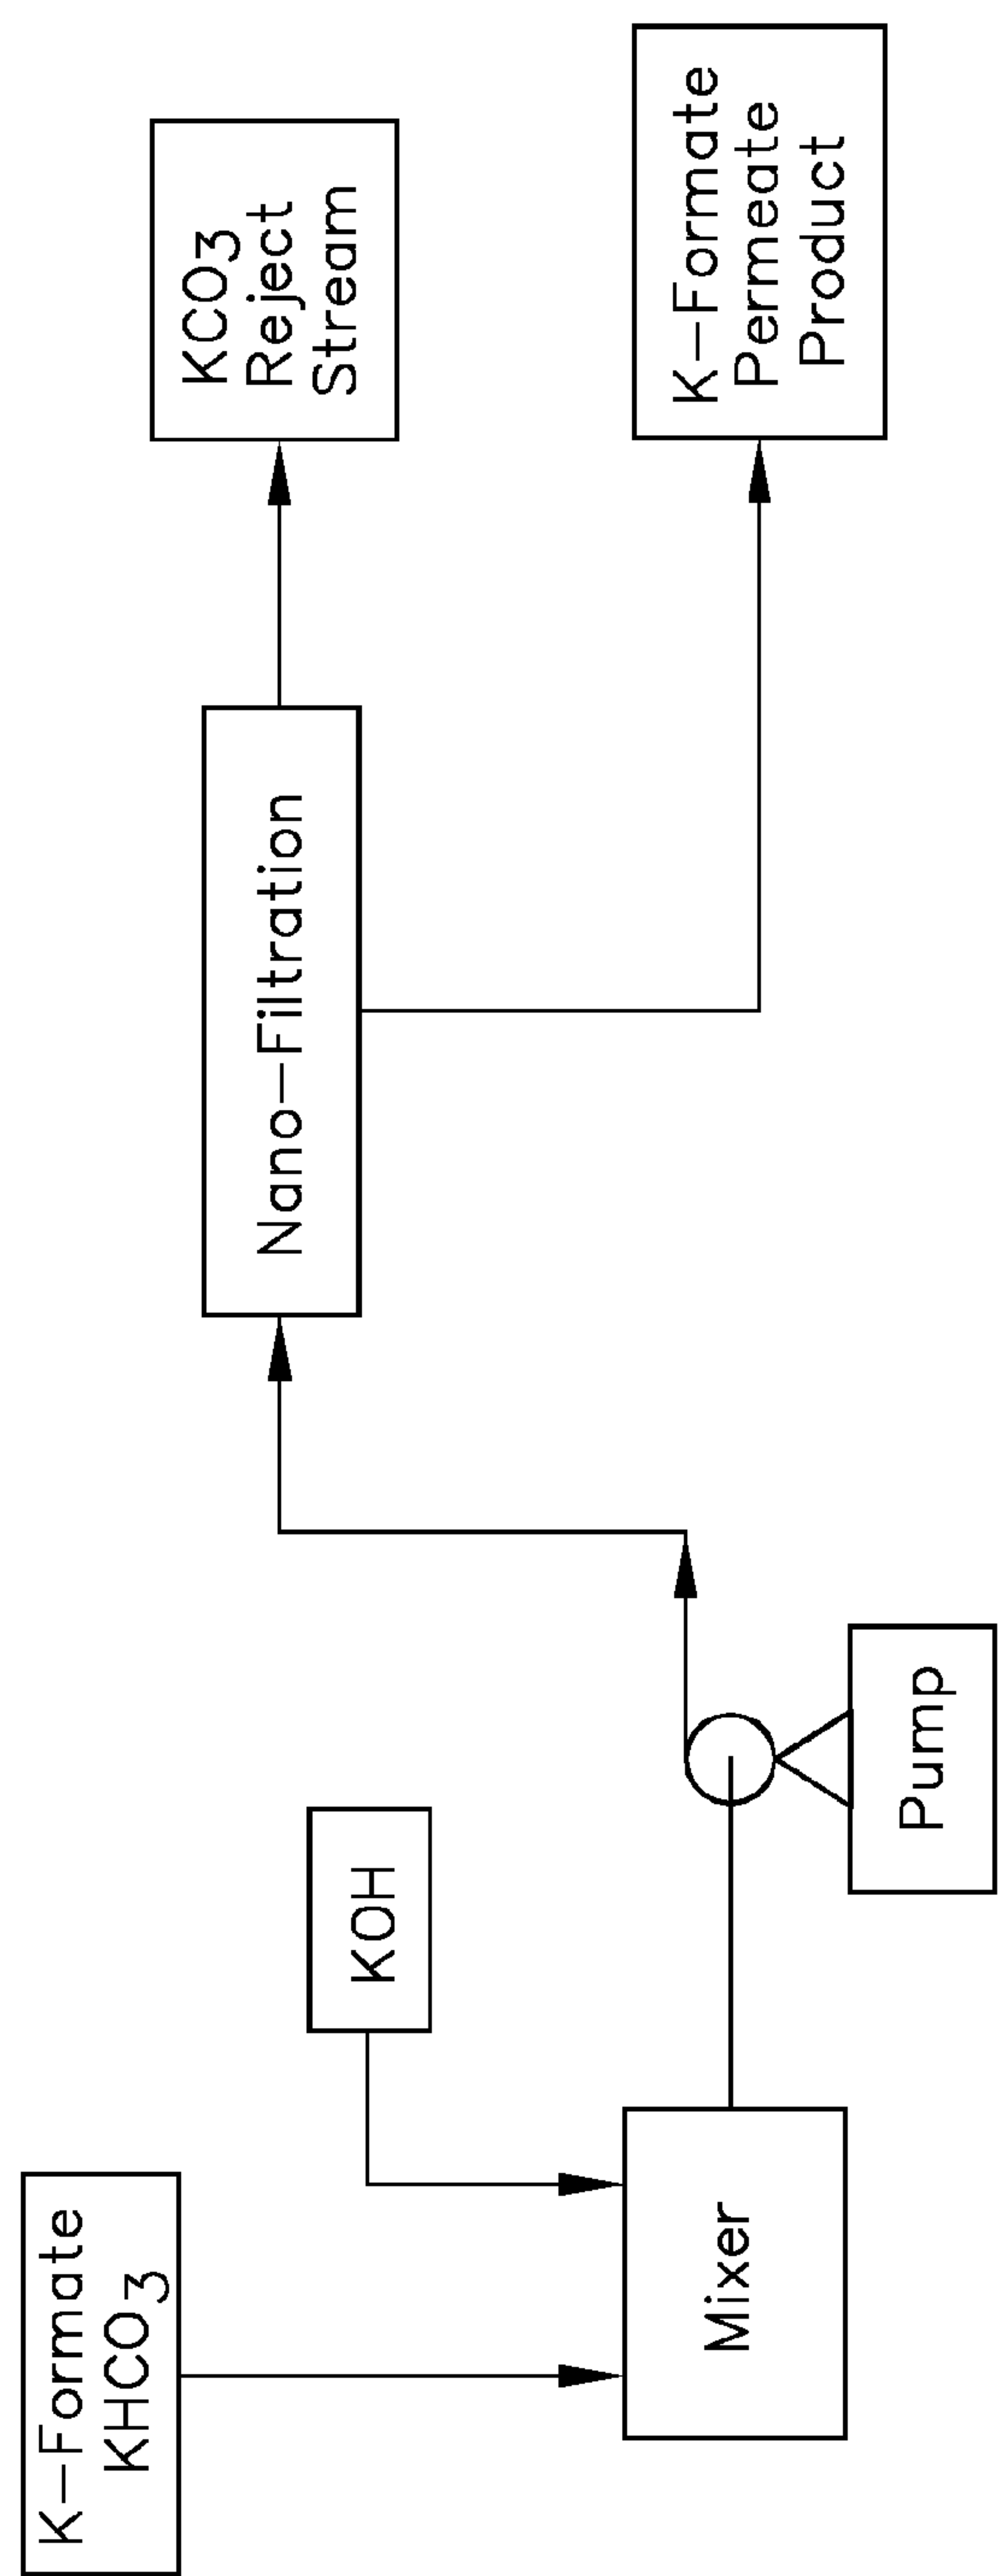 K–Formate
KHCO₃
KOH
Mixer
Pump
Nano–Filtration
KCO₃
Reject
Stream
K–Formate
Permeate
Product